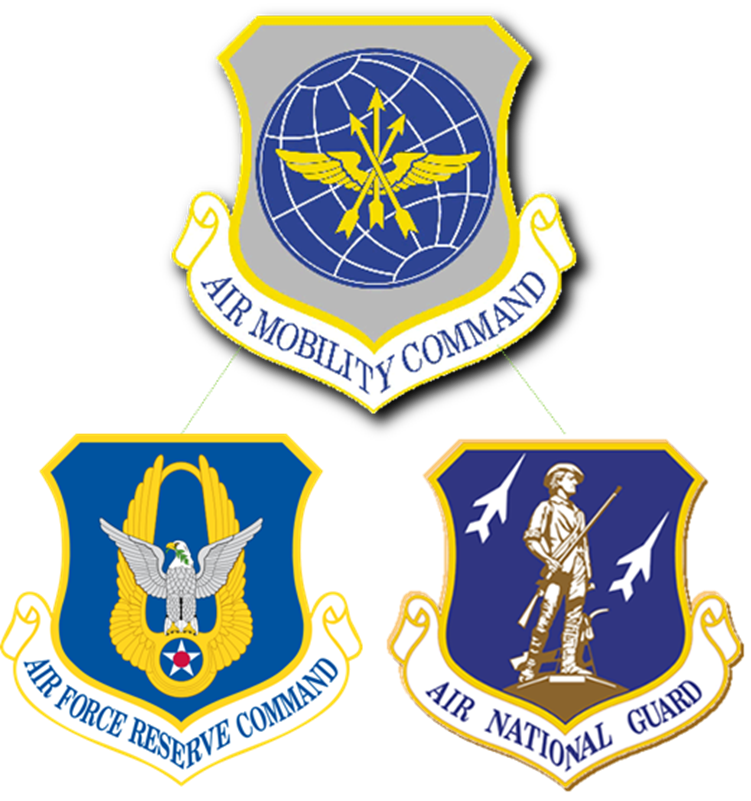 AIR MOBILITY COMMAND
AIR FORCE RESERVE COMMAND
AIR NATIONAL GUARD